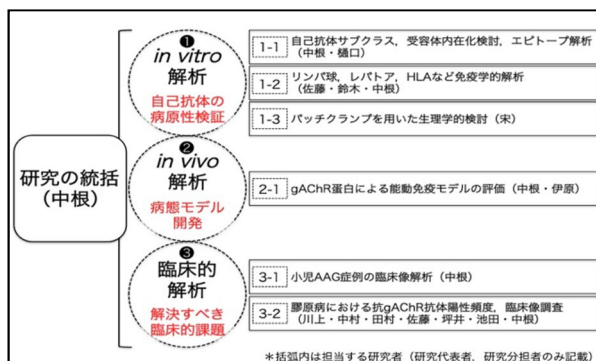 研究の統括
(中根)
❶
in vitro
解析
自己抗体の
病原性検証
1-1 自己抗体サブクラス,受容体内在化検討,エピトープ解析
(中根・樋口)
1-2 リンパ球,レパトア,HLAなど免疫学的解析
(佐藤・鈴木・中根)
1-3 パッチクランプを用いた生理学的検討(宋)
❷
in vivo
解析
病態モデル
開発
2-1 gAChR蛋白による能動免疫モデルの評価(中根・伊原)
❸
臨床的
解析
解決すべき
臨床的課題
3-1 小児AAG症例の臨床像解析(中根)
3-2 膠原病における抗gAChR抗体陽性頻度,臨床像調査
(川上・中村・田村・佐藤・坪井・池田・中根)
*括弧内は担当する研究者(研究代表者,研究分担者のみ記載)